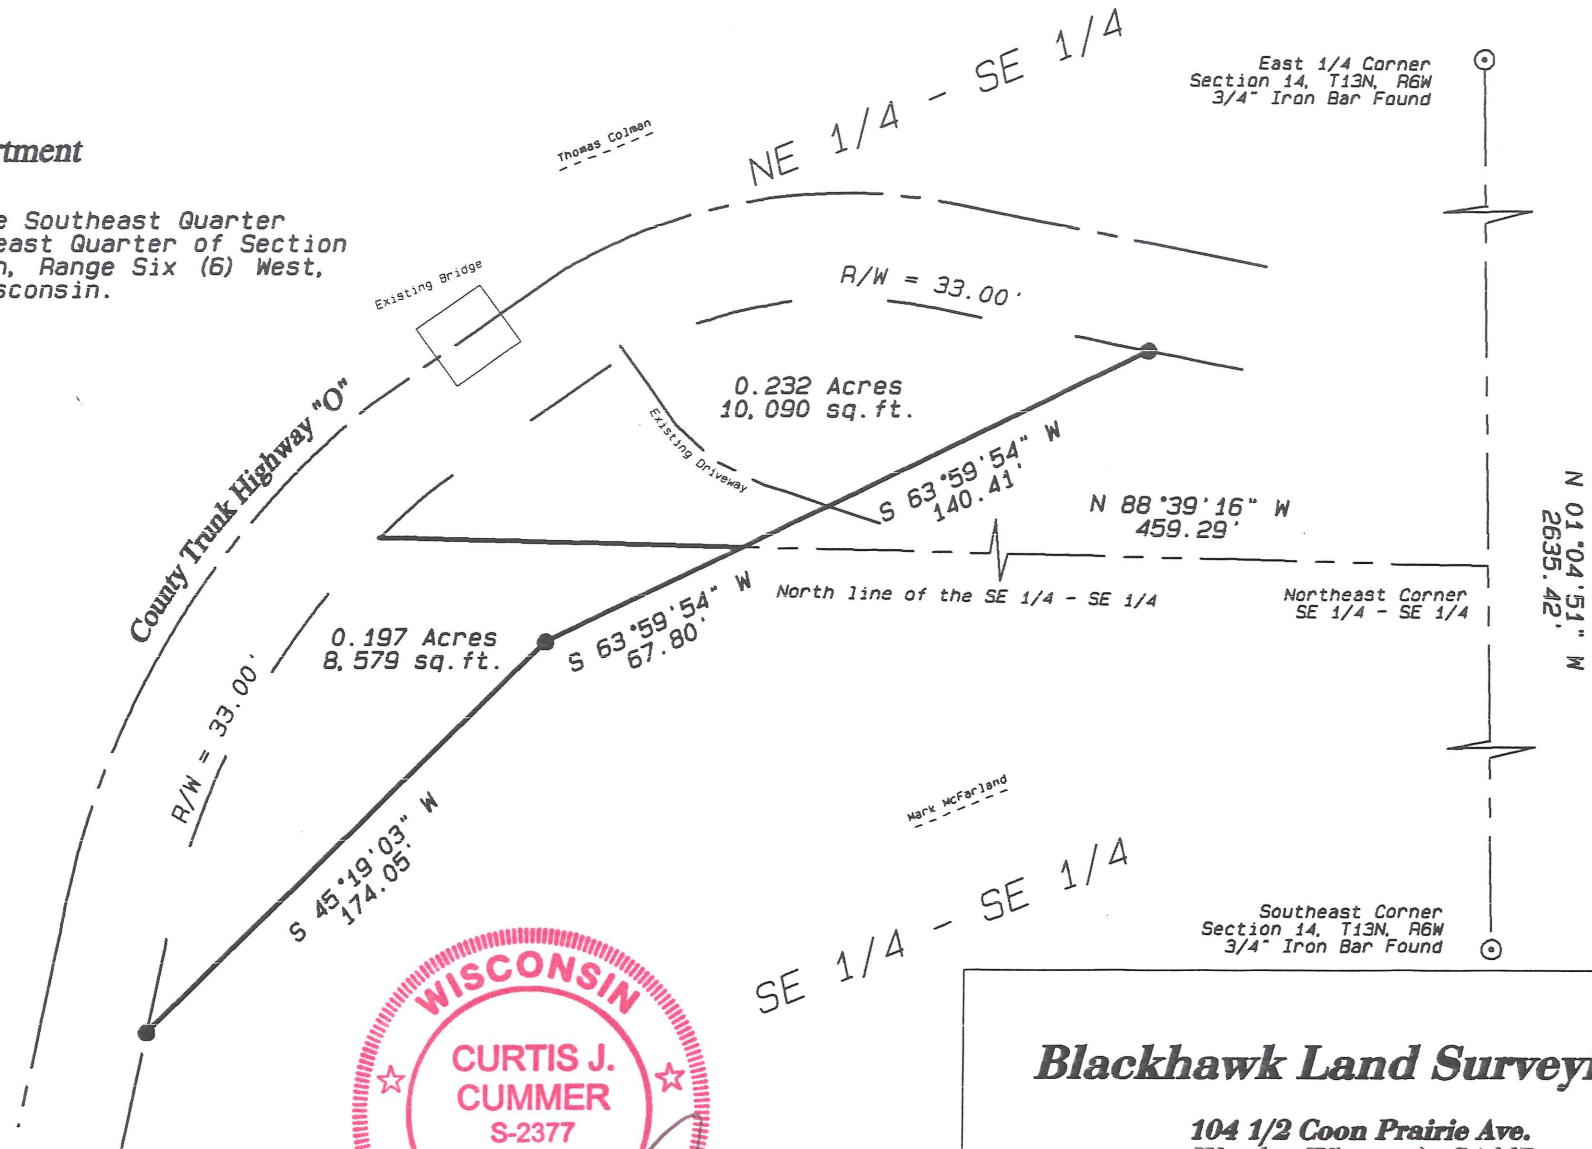 NE 1/4 - SE 1/4
East 1/4 Corner
Section 14, T13N, R6W
3/4" Iron Bar Found
Thomas Colman
rtment
e Southeast Quarter
east Quarter of Section
n, Range Six (6) West,
sconsin.
Existing Bridge
R/W = 33.00'
County Trunk Highway "O"
0.232 Acres
10,090 sq.ft.
Existing Driveway
S 63°59'54" W
140.41'
N 88°39'16" W
459.29'
N 01°04'51" W
2635.42'
North line of the SE 1/4 - SE 1/4
Northeast Corner
SE 1/4 - SE 1/4
S 63°59'54" W
67.80'
0.197 Acres
8,579 sq.ft.
R/W = 33.00'
S 45°19'03" W
174.05'
Mark McFarland
SE 1/4 - SE 1/4
Southeast Corner
Section 14, T13N, R6W
3/4" Iron Bar Found
WISCONSIN
CURTIS J.
CUMMER
S-2377
Blackhawk Land Surveyi
104 1/2 Coon Prairie Ave.